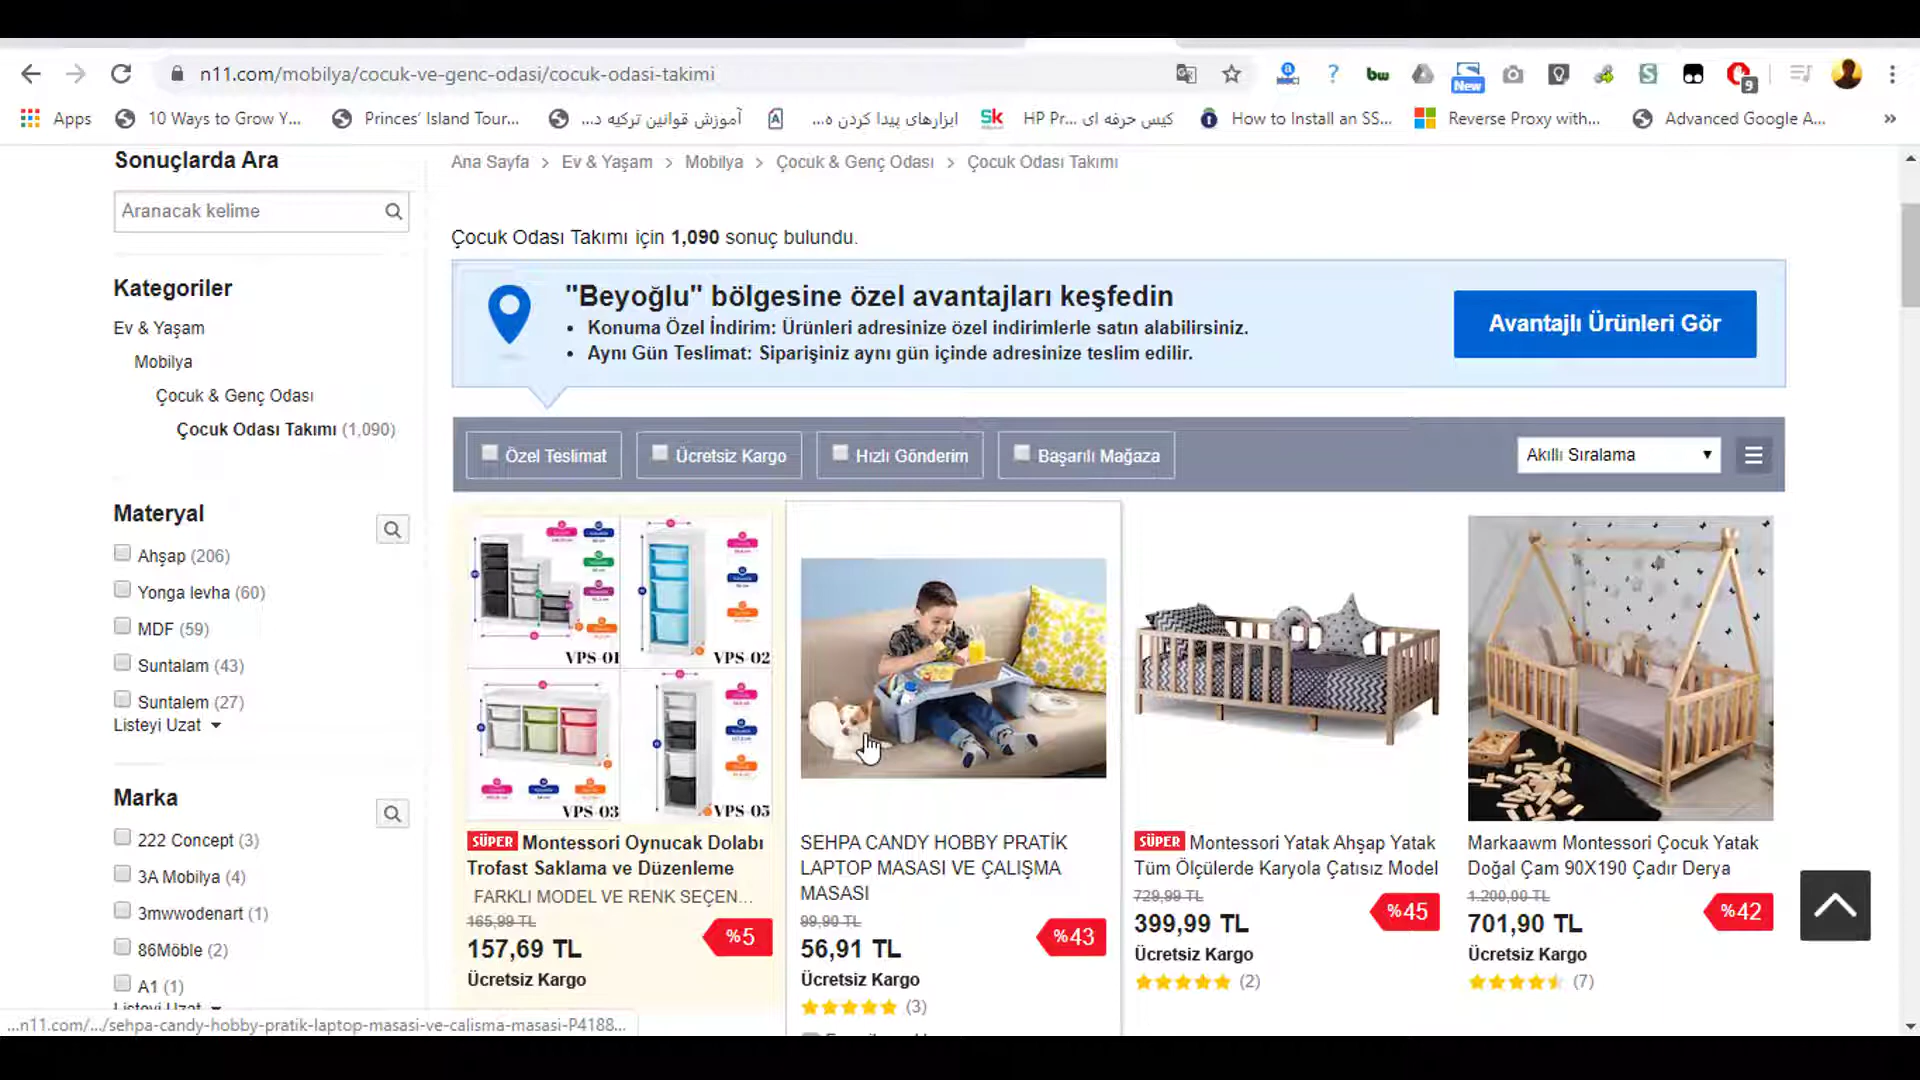 n11.com/mobilya/cocuk-ve-genc-odasi/cocuk-odasi-takimi
New
9
Apps
10 Ways to Grow Y...
Princes' Island Tour...
آموزش قوانین ترکیه د...
ابزارهای پیدا کردن ه...
کیس حرفه ای HP Pr...
How to Install an SS...
Reverse Proxy with...
Advanced Google A...
»
Sonuçlarda Ara
Aranacak kelime
Kategoriler
Ev & Yaşam
Mobilya
Çocuk & Genç Odası
Çocuk Odası Takımı (1,090)
Materyal
Ahşap (206)
Yonga levha (60)
MDF (59)
Suntalam (43)
Suntalem (27)
Listeyi Uzat
Marka
222 Concept (3)
3A Mobilya (4)
3mwwodenart (1)
86Möble (2)
A1 (1)
Listeyi Uzat
Ana Sayfa > Ev & Yaşam > Mobilya > Çocuk & Genç Odası > Çocuk Odası Takımı
Çocuk Odası Takımı için 1,090 sonuç bulundu.
"Beyoğlu" bölgesine özel avantajları keşfedin
• Konuma Özel İndirim: Ürünleri adresinize özel indirimlerle satın alabilirsiniz.
• Aynı Gün Teslimat: Siparişiniz aynı gün içinde adresinize teslim edilir.
Avantajlı Ürünleri Gör
Özel Teslimat
Ücretsiz Kargo
Hızlı Gönderim
Başarılı Mağaza
Akıllı Sıralama
VPS-01
VPS-02
VPS-03
VPS-05
SÜPER Montessori Oynucak Dolabı
Trofast Saklama ve Düzenleme
FARKLI MODEL VE RENK SEÇEN...
165,99 TL
157,69 TL
%5
Ücretsiz Kargo
SEHPA CANDY HOBBY PRATİK
LAPTOP MASASI VE ÇALIŞMA
MASASI
99,90 TL
56,91 TL
%43
Ücretsiz Kargo
(3)
SÜPER Montessori Yatak Ahşap Yatak
Tüm Ölçülerde Karyola Çatısız Model
729,99 TL
399,99 TL
%45
Ücretsiz Kargo
(2)
Markaawm Montessori Çocuk Yatak
Doğal Çam 90X190 Çadır Derya
1.200,00 TL
701,90 TL
%42
Ücretsiz Kargo
(7)
...n11.com/.../sehpa-candy-hobby-pratik-laptop-masasi-ve-calisma-masasi-P4188...